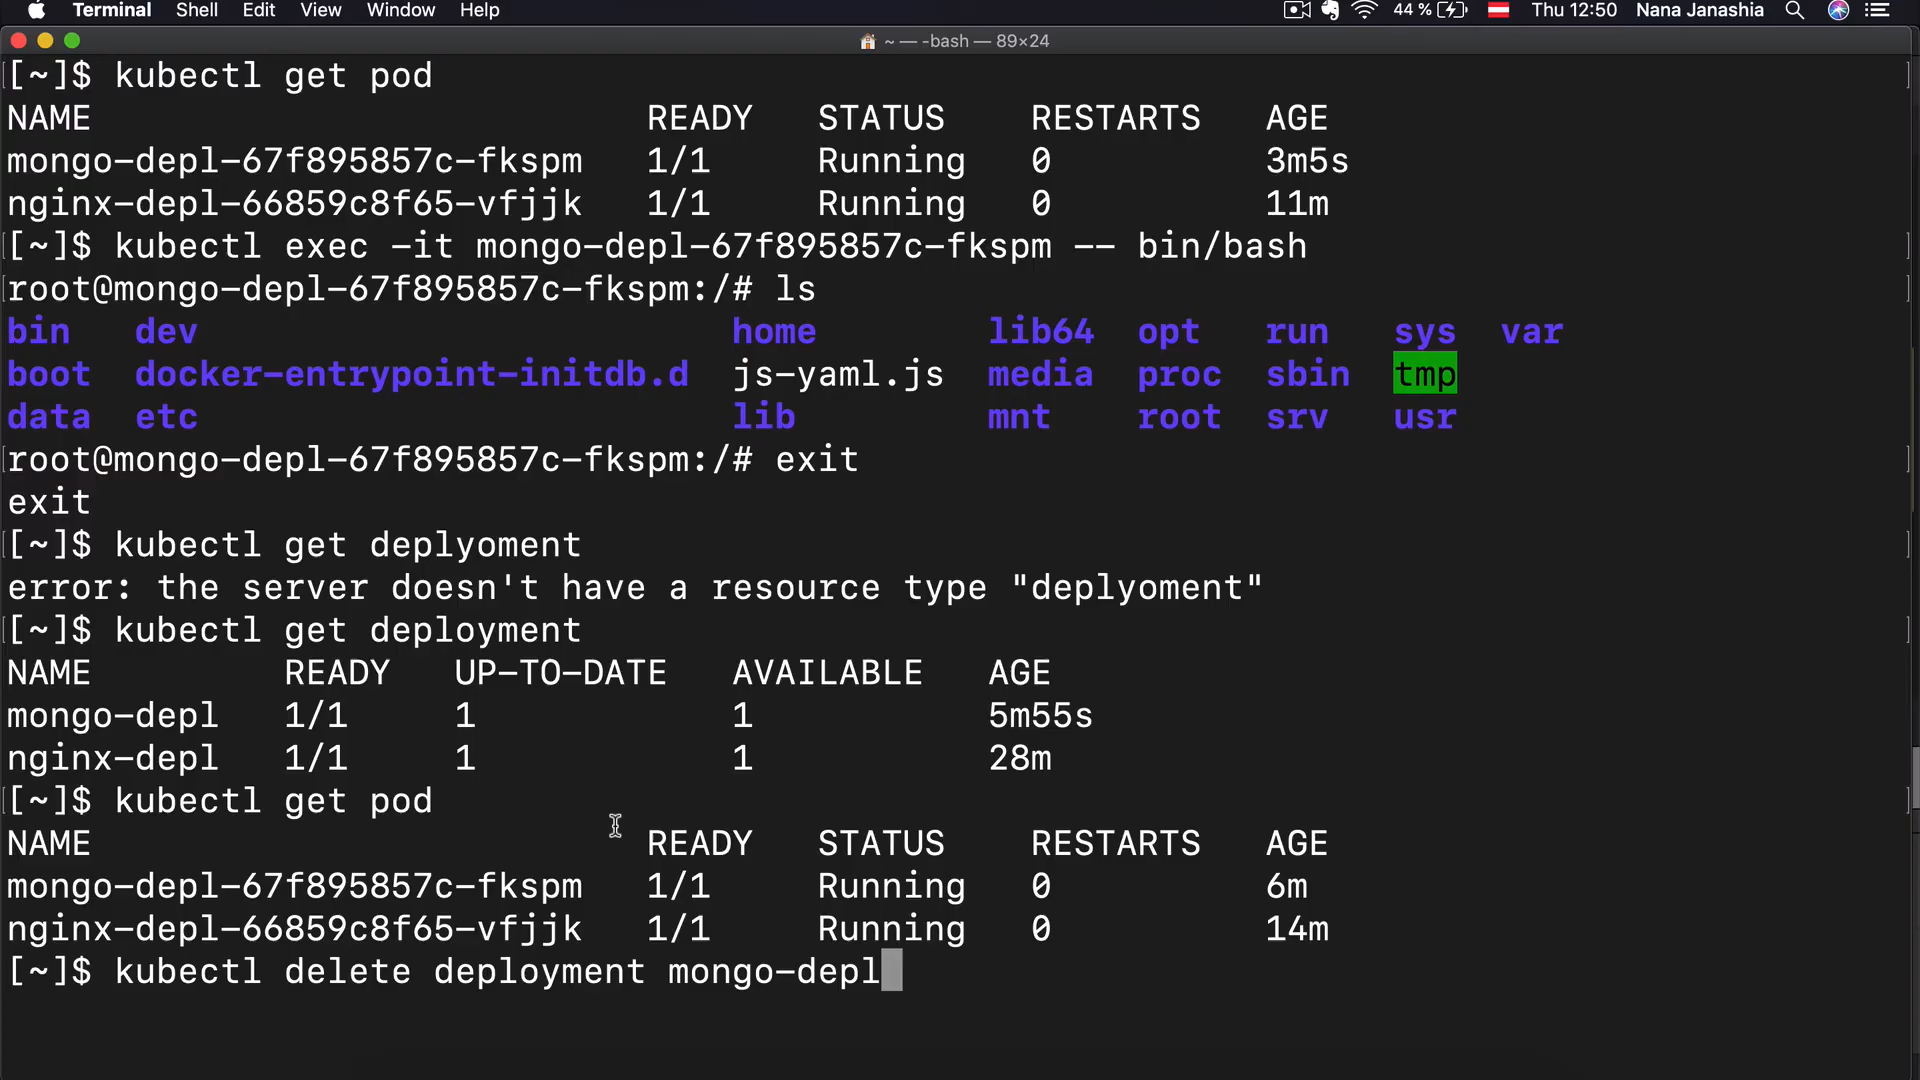 Terminal Shell Edit View Window Help 44 % Thu 12:50 Nana Janashia
~ — -bash — 89×24
[~]$ kubectl get pod
NAME READY STATUS RESTARTS AGE
mongo-depl-67f895857c-fkspm 1/1 Running 0 3m5s
nginx-depl-66859c8f65-vfjjk 1/1 Running 0 11m
[~]$ kubectl exec -it mongo-depl-67f895857c-fkspm -- bin/bash
root@mongo-depl-67f895857c-fkspm:/# ls
bin dev home lib64 opt run sys var
boot docker-entrypoint-initdb.d js-yaml.js media proc sbin tmp
data etc lib mnt root srv usr
root@mongo-depl-67f895857c-fkspm:/# exit
exit
[~]$ kubectl get deplyoment
error: the server doesn't have a resource type "deplyoment"
[~]$ kubectl get deployment
NAME READY UP-TO-DATE AVAILABLE AGE
mongo-depl 1/1 1 1 5m55s
nginx-depl 1/1 1 1 28m
[~]$ kubectl get pod
NAME READY STATUS RESTARTS AGE
mongo-depl-67f895857c-fkspm 1/1 Running 0 6m
nginx-depl-66859c8f65-vfjjk 1/1 Running 0 14m
[~]$ kubectl delete deployment mongo-depl